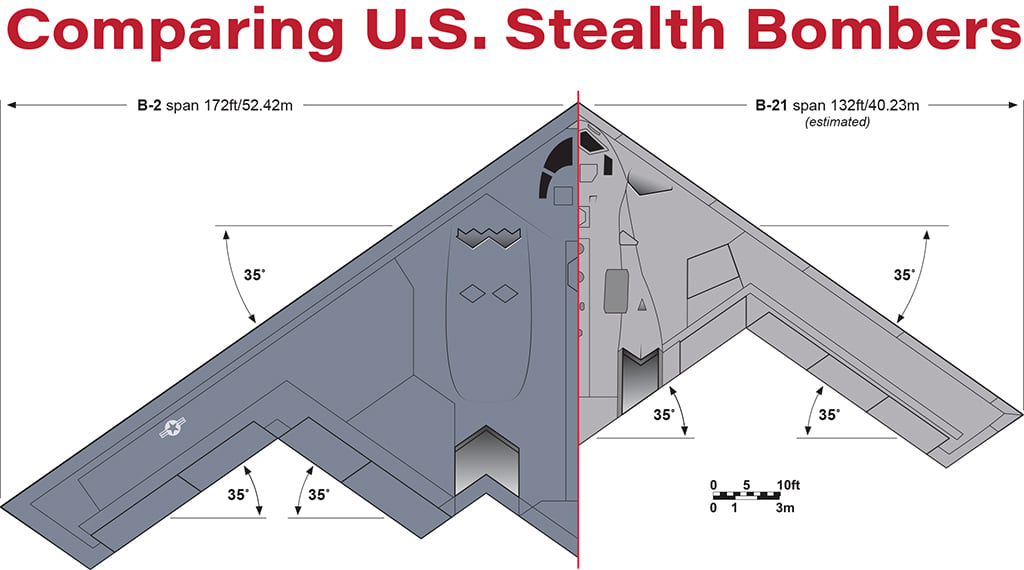 Comparing U.S. Stealth Bombers
B-2 span 172ft/52.42m
B-21 span 132ft/40.23m
(estimated)
35°
35°
35°
35°
35°
35°
0 5 10ft
0 1 3m